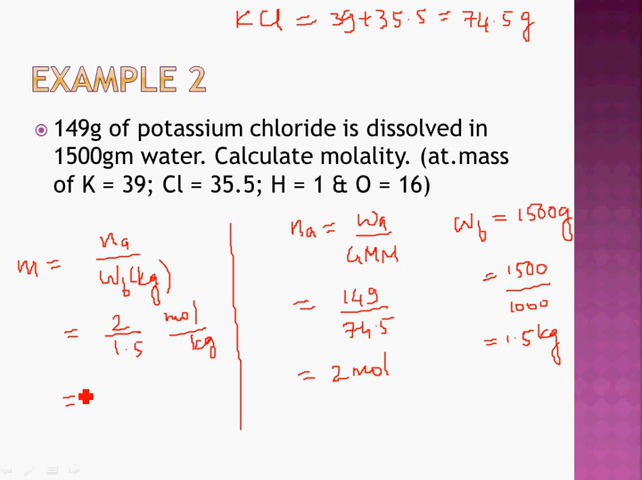 KCl = 39+35.5 = 74.5g
EXAMPLE 2
149g of potassium chloride is dissolved in
1500gm water. Calculate molality. (at.mass
of K = 39; Cl = 35.5; H = 1 & O = 16)
m = na / Wb(kg)
= 2 / 1.5 mol / kg
=
na = Wa / GMM
= 149 / 74.5
= 2 mol
Wb = 1500g
= 1500 / 1000
= 1.5 kg